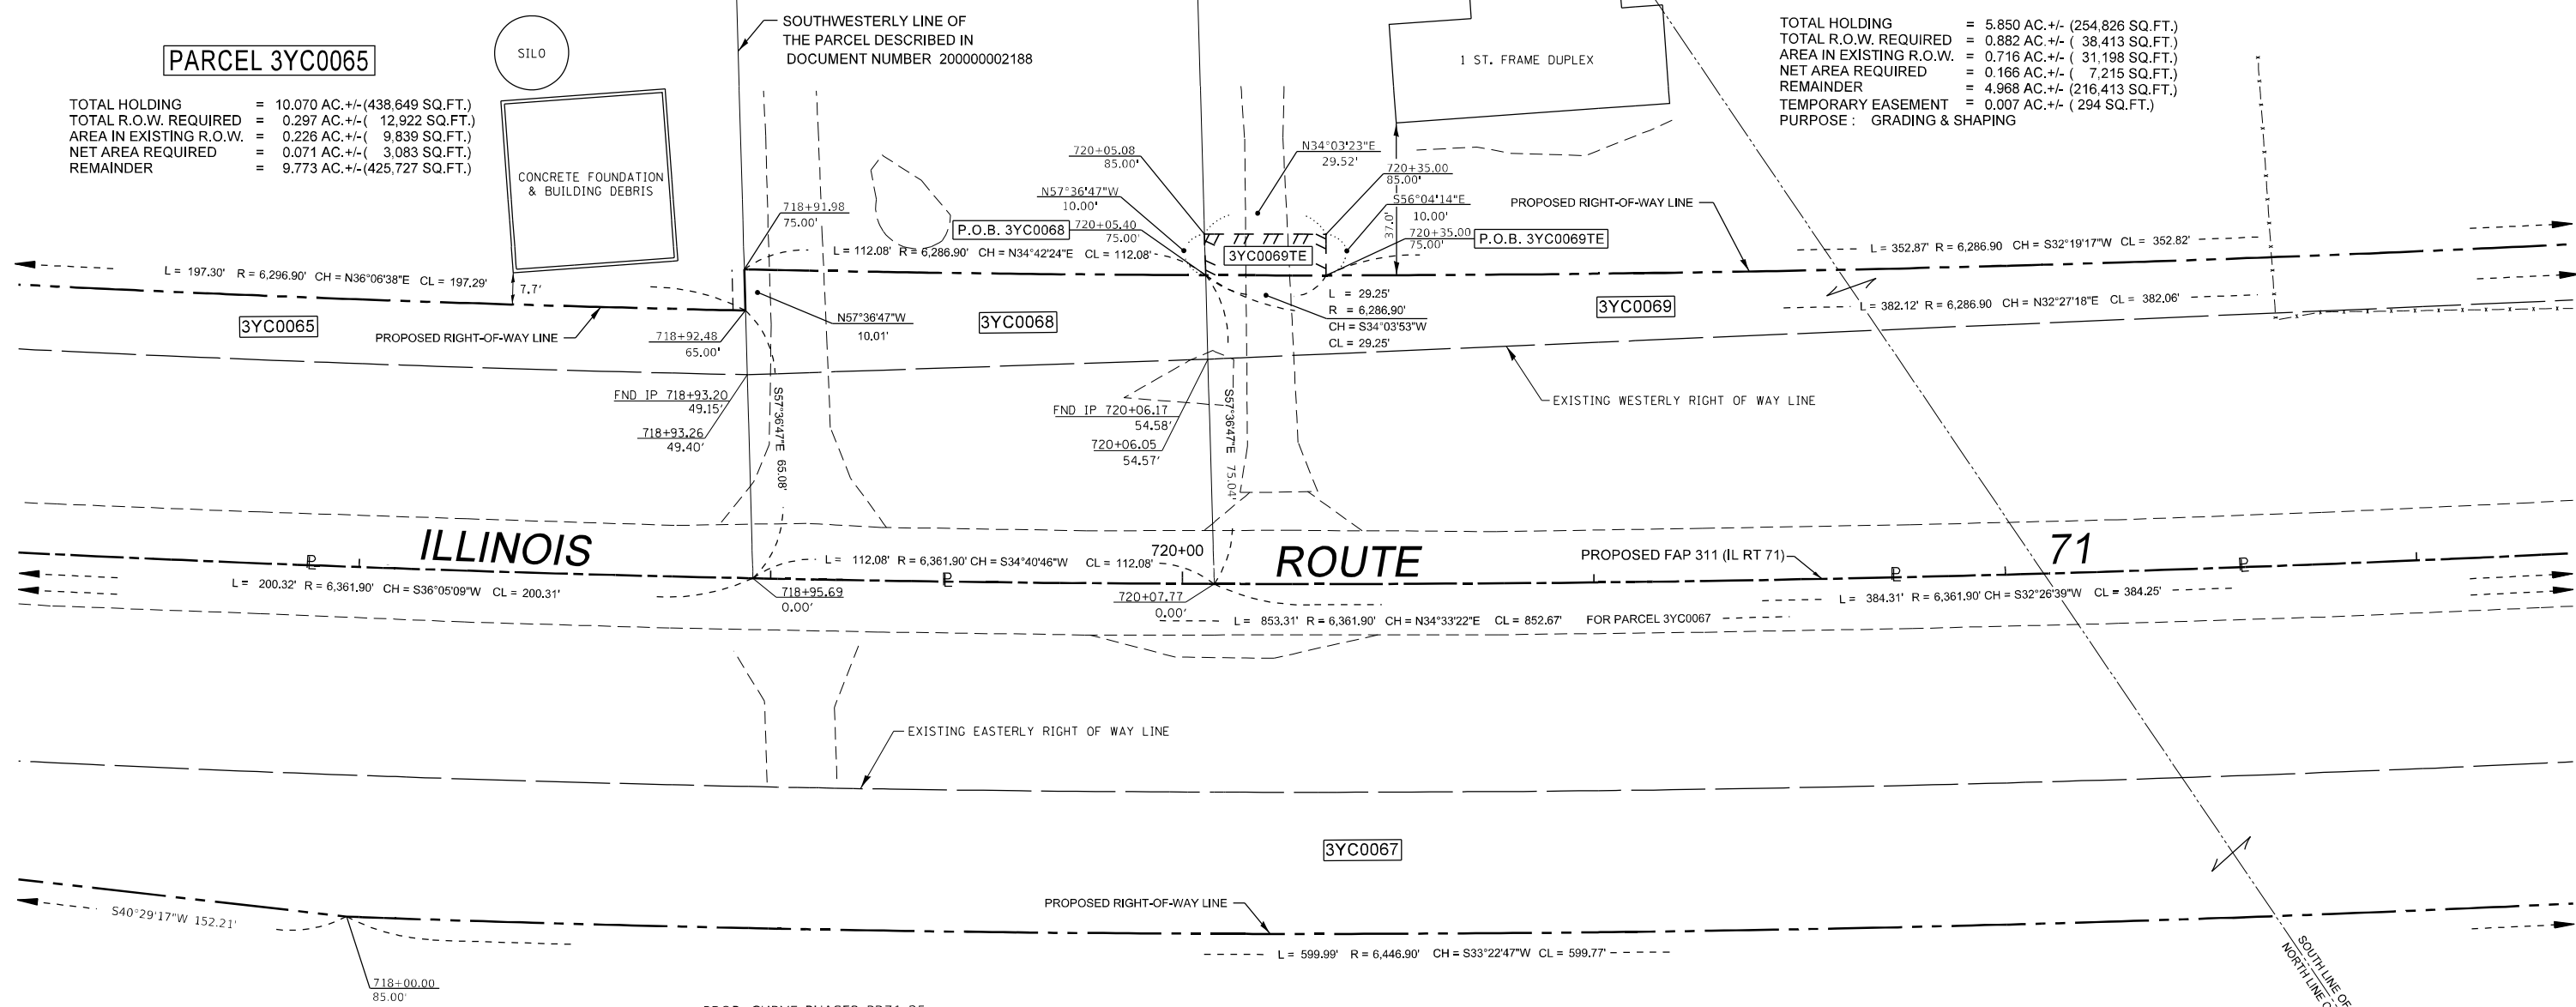 PARCEL 3YC0065
TOTAL HOLDING = 10.070 AC.+/-(438,649 SQ.FT.)
TOTAL R.O.W. REQUIRED = 0.297 AC.+/-( 12,922 SQ.FT.)
AREA IN EXISTING R.O.W. = 0.226 AC.+/-( 9,839 SQ.FT.)
NET AREA REQUIRED = 0.071 AC.+/-( 3,083 SQ.FT.)
REMAINDER = 9.773 AC.+/-(425,727 SQ.FT.)
SILO
CONCRETE FOUNDATION
& BUILDING DEBRIS
SOUTHWESTERLY LINE OF
THE PARCEL DESCRIBED IN
DOCUMENT NUMBER 200000002188
1 ST. FRAME DUPLEX
TOTAL HOLDING = 5.850 AC.+/- (254,826 SQ.FT.)
TOTAL R.O.W. REQUIRED = 0.882 AC.+/- ( 38,413 SQ.FT.)
AREA IN EXISTING R.O.W. = 0.716 AC.+/- ( 31,198 SQ.FT.)
NET AREA REQUIRED = 0.166 AC.+/- ( 7,215 SQ.FT.)
REMAINDER = 4.968 AC.+/- (216,413 SQ.FT.)
TEMPORARY EASEMENT = 0.007 AC.+/- ( 294 SQ.FT.)
PURPOSE : GRADING & SHAPING
720+05.08
85.00'
N34°03'23"E
29.52'
720+35.00
85.00'
N57°36'47"W
10.00'
S56°04'14"E
10.00'
37.0'
718+91.98
75.00'
P.O.B. 3YC0068
720+05.40
75.00'
720+35.00
75.00'
P.O.B. 3YC0069TE
PROPOSED RIGHT-OF-WAY LINE
3YC0069TE
L = 112.08' R = 6,286.90' CH = N34°42'24"E CL = 112.08'
L = 352.87' R = 6,286.90' CH = S32°19'17"W CL = 352.82'
L = 197.30' R = 6,296.90' CH = N36°06'38"E CL = 197.29'
7.7'
L = 29.25'
R = 6,286.90'
CH = S34°03'53"W
CL = 29.25'
L = 382.12' R = 6,286.90' CH = N32°27'18"E CL = 382.06'
3YC0065
PROPOSED RIGHT-OF-WAY LINE
N57°36'47"W
10.01'
3YC0068
3YC0069
718+92.48
65.00'
FND IP 718+93.20
49.15'
718+93.26
49.40'
S57°36'47"E 65.08'
FND IP 720+06.17
54.58'
720+06.05
54.57'
S57°36'47"E 75.04'
EXISTING WESTERLY RIGHT OF WAY LINE
ILLINOIS ROUTE 71
720+00
PROPOSED FAP 311 (IL RT 71)
L = 200.32' R = 6,361.90' CH = S36°05'09"W CL = 200.31'
L = 112.08' R = 6,361.90' CH = S34°40'46"W CL = 112.08'
718+95.69
0.00'
720+07.77
0.00'
L = 384.31' R = 6,361.90' CH = S32°26'39"W CL = 384.25'
L = 853.31' R = 6,361.90' CH = N34°33'22"E CL = 852.67' FOR PARCEL 3YC0067
EXISTING EASTERLY RIGHT OF WAY LINE
3YC0067
PROPOSED RIGHT-OF-WAY LINE
S40°29'17"W 152.21'
L = 599.99' R = 6,446.90' CH = S33°22'47"W CL = 599.77'
718+00.00
85.00'
SOUTH LINE OF
NORTH LINE